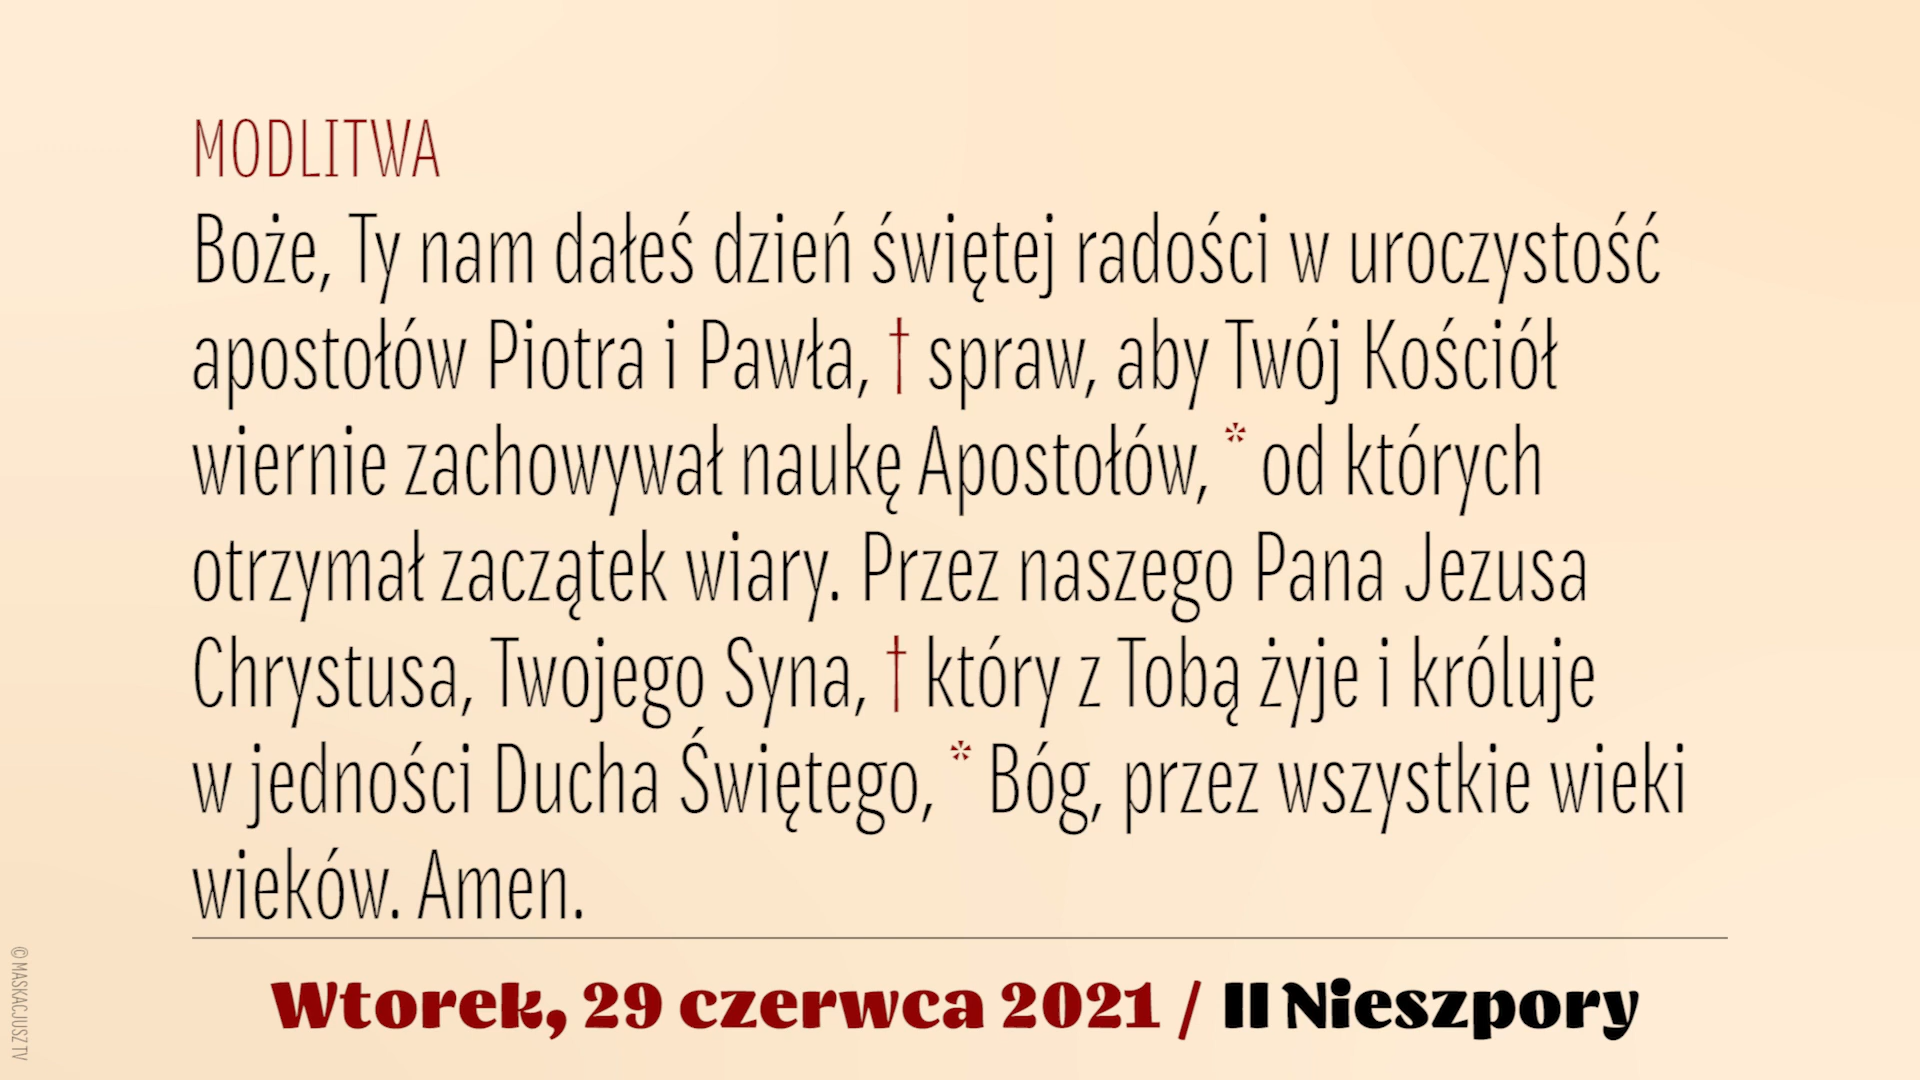 MODLITWA
Boże, Ty nam dałeś dzień świętej radości w uroczystość
apostołów Piotra i Pawła, † spraw, aby Twój Kościół
wiernie zachowywał naukę Apostołów, * od których
otrzymał zaczątek wiary. Przez naszego Pana Jezusa
Chrystusa, Twojego Syna, † który z Tobą żyje i króluje
w jedności Ducha Świętego, * Bóg, przez wszystkie wieki
wieków. Amen.
Wtorek, 29 czerwca 2021 / II Nieszpory
© MASKACJUSZ TV